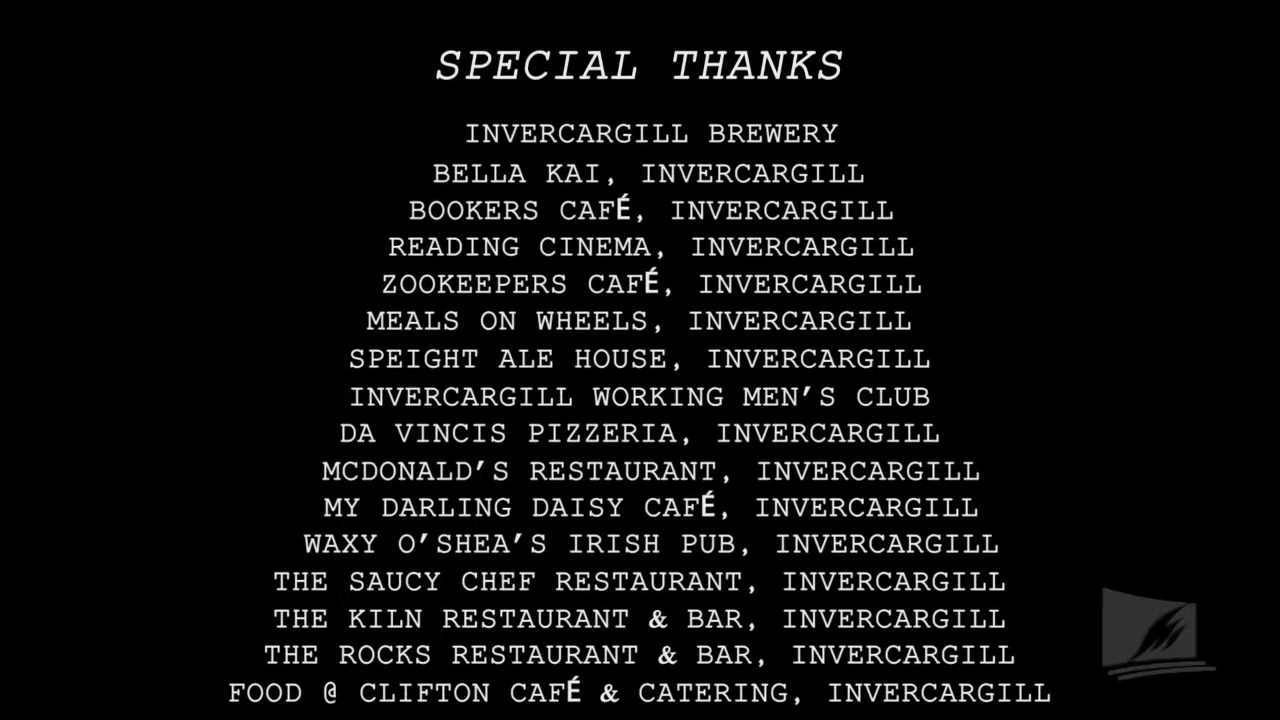 SPECIAL THANKS
INVERCARGILL BREWERY
BELLA KAI, INVERCARGILL
BOOKERS CAFÉ, INVERCARGILL
READING CINEMA, INVERCARGILL
ZOOKEEPERS CAFÉ, INVERCARGILL
MEALS ON WHEELS, INVERCARGILL
SPEIGHT ALE HOUSE, INVERCARGILL
INVERCARGILL WORKING MEN’S CLUB
DA VINCIS PIZZERIA, INVERCARGILL
MCDONALD’S RESTAURANT, INVERCARGILL
MY DARLING DAISY CAFÉ, INVERCARGILL
WAXY O’SHEA’S IRISH PUB, INVERCARGILL
THE SAUCY CHEF RESTAURANT, INVERCARGILL
THE KILN RESTAURANT & BAR, INVERCARGILL
THE ROCKS RESTAURANT & BAR, INVERCARGILL
FOOD @ CLIFTON CAFÉ & CATERING, INVERCARGILL